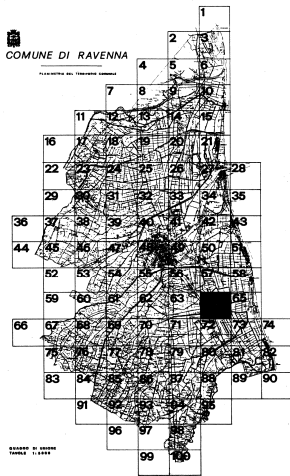 COMUNE DI RAVENNA
PLANIMETRIA DEL TERRITORIO COMUNALE
1
2 3
4 5 6
7 8 9 10
11 12 13 14 15
16 17 18 19 20 21
22 23 24 25 26 27 28
29 30 31 32 33 34 35
36 37 38 39 40 41 42 43
44 45 46 47 48 49 50 51
52 53 54 55 56 57 58
59 60 61 62 63 65
66 67 68 69 70 71 72 73 74
75 76 77 78 79 80 81 82
83 84 85 86 87 88 89 90
91 92 93 94 95
96 97 98
99 100
QUADRO DI UNIONE
TAVOLE 1:5000